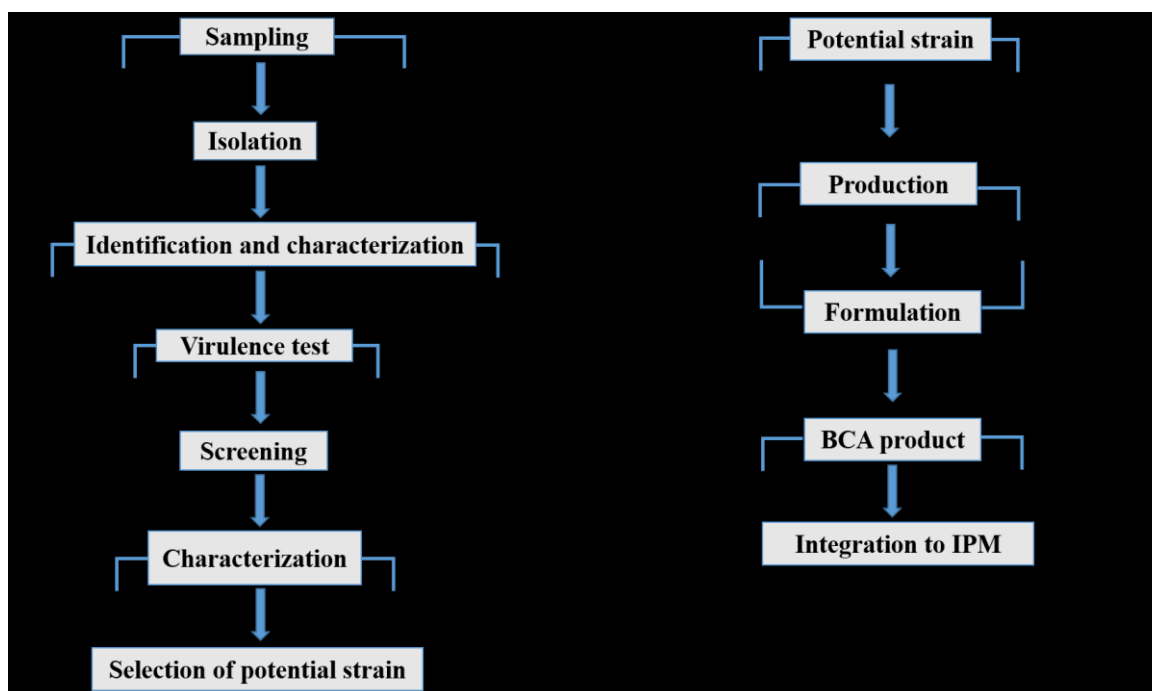 Sampling
Isolation
Identification and characterization
Virulence test
Screening
Characterization
Selection of potential strain
Potential strain
Production
Formulation
BCA product
Integration to IPM